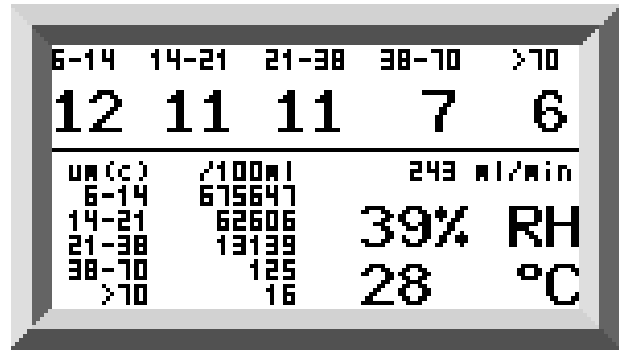 6-14 14-21 21-38 38-70 >70
12 11 11 7 6
um(c) /100ml 243 ml/min
6-14 675647
14-21 62606 39% RH
21-38 13139
38-70 125 28 °C
>70 16